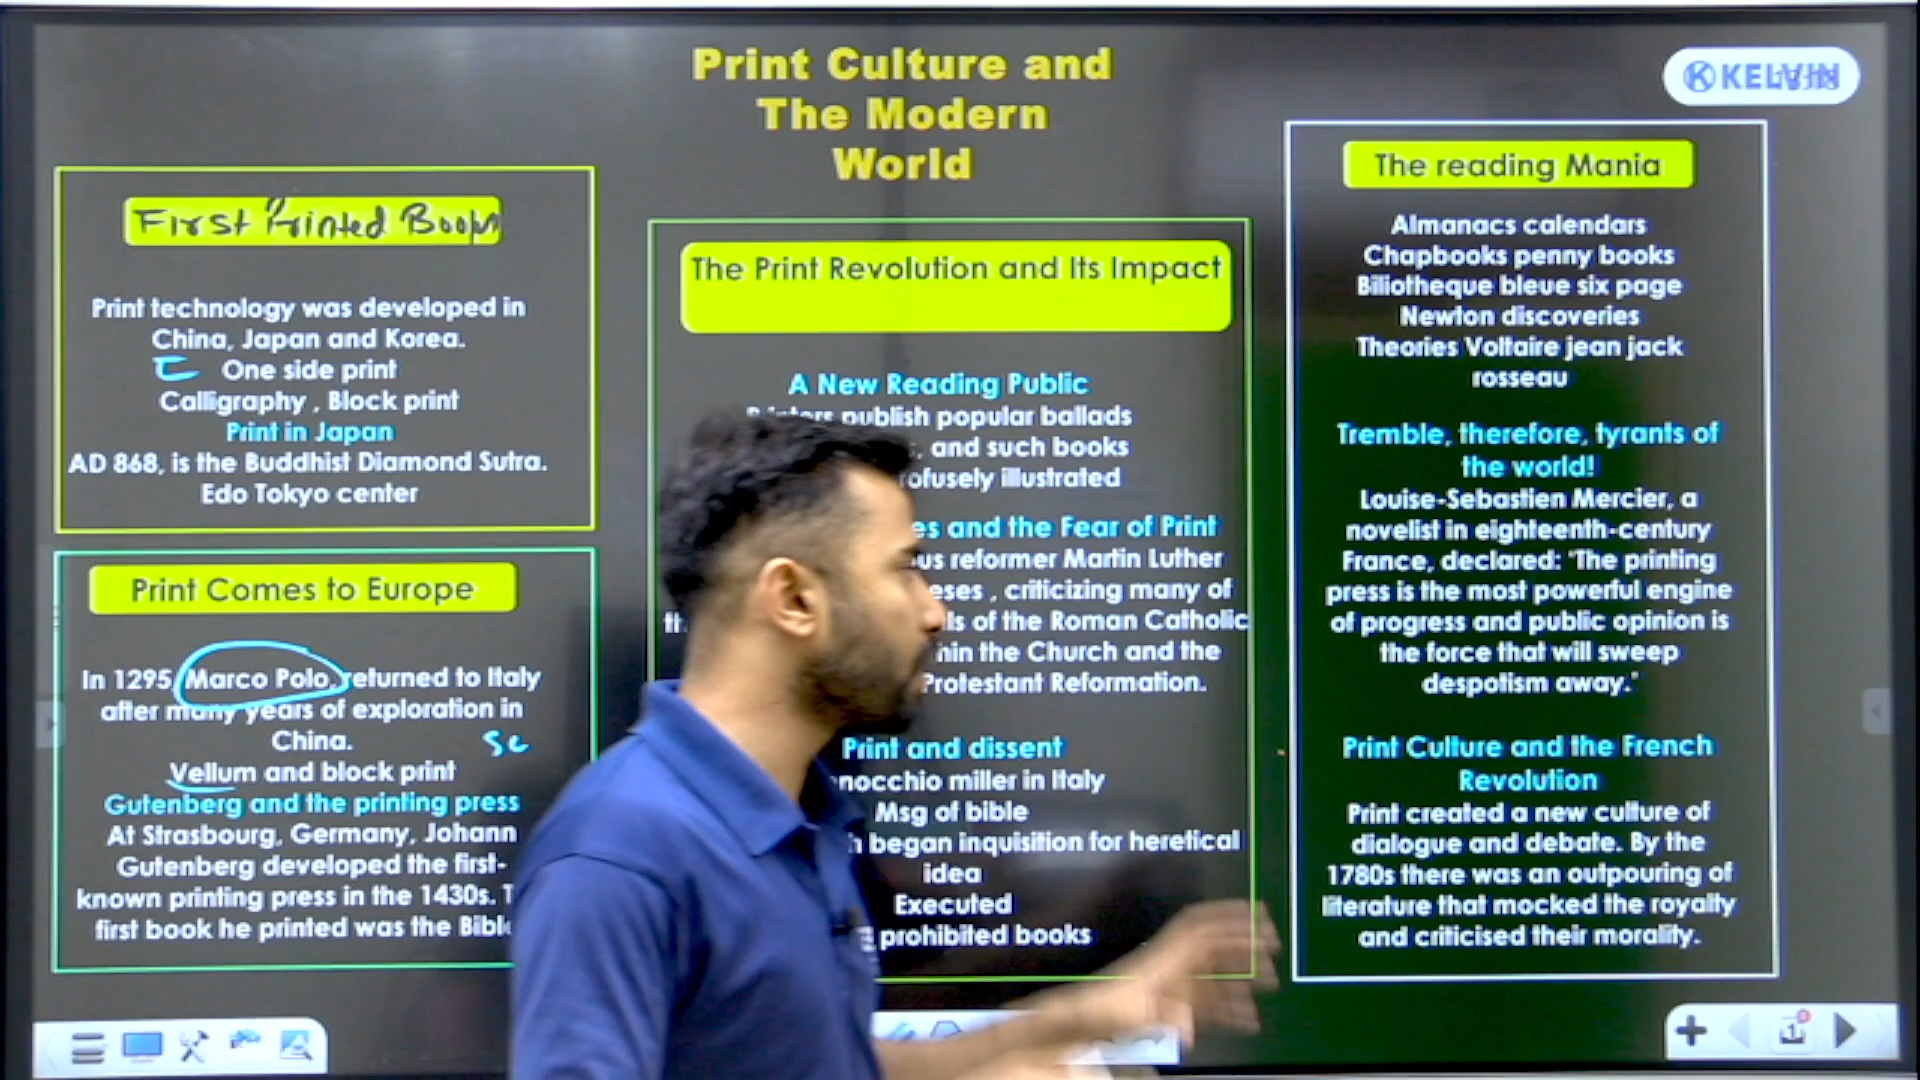 Print Culture and
The Modern
World
KELVIN
First Printed Books
Print technology was developed in
China, Japan and Korea.
One side print
Calligraphy , Block print
Print in Japan
AD 868, is the Buddhist Diamond Sutra.
Edo Tokyo center
Print Comes to Europe
In 1295, Marco Polo, returned to Italy
after many years of exploration in
China.
Sc
Vellum and block print
Gutenberg and the printing press
At Strasbourg, Germany, Johann
Gutenberg developed the first-
known printing press in the 1430s.
first book he printed was the
The Print Revolution and Its Impact
A New Reading Public
publish popular ballads
and such books
illustrated
and the Fear of Print
reformer Martin Luther
, criticizing many of
of the Roman Catholic
the Church and the
Protestant Reformation.
Print and dissent
miller in Italy
Msg of bible
began inquisition for heretical
idea
Executed
prohibited books
The reading Mania
Almanacs calendars
Chapbooks penny books
Biliotheque bleue six page
Newton discoveries
Theories Voltaire jean jack
rosseau
Tremble, therefore, tyrants of
the world!
Louise-Sebastien Mercier, a
novelist in eighteenth-century
France, declared: "The printing
press is the most powerful engine
of progress and public opinion is
the force that will sweep
despotism away."
Print Culture and the French
Revolution
Print created a new culture of
dialogue and debate. By the
1780s there was an outpouring of
literature that mocked the royalty
and criticised their morality.
1